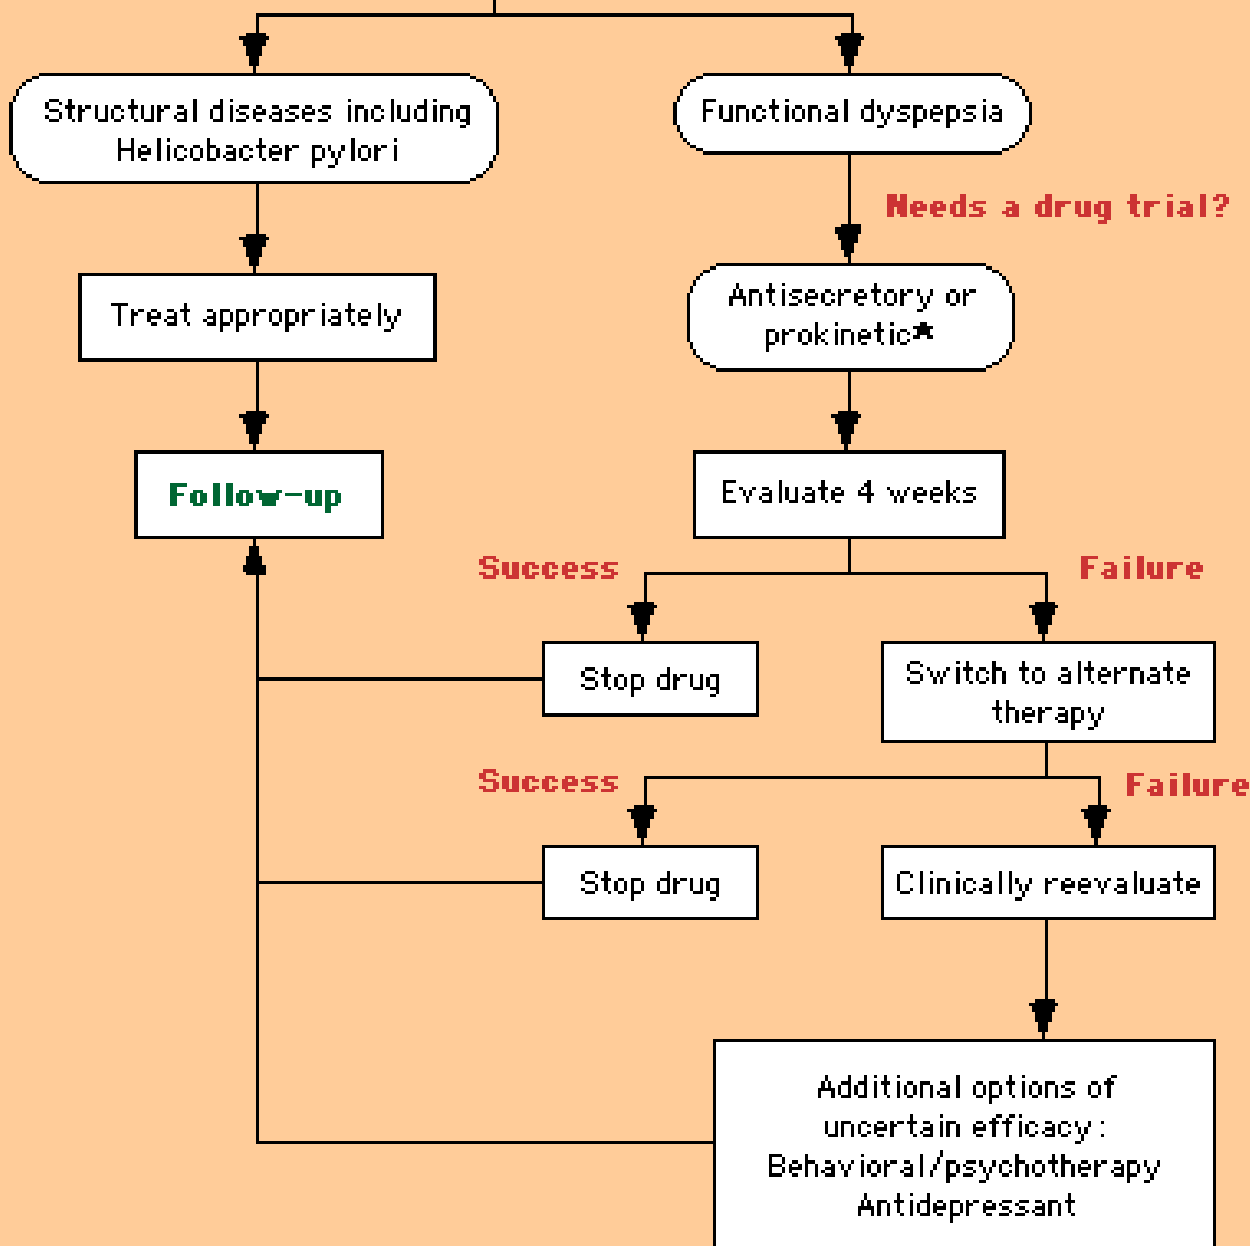 Structural diseases including
Helicobacter pylori
Functional dyspepsia
Needs a drug trial?
Treat appropriately
Antisecretory or
prokinetic*
Follow-up
Evaluate 4 weeks
Success
Failure
Stop drug
Switch to alternate
therapy
Success
Failure
Stop drug
Clinically reevaluate
Additional options of
uncertain efficacy:
Behavioral/psychotherapy
Antidepressant